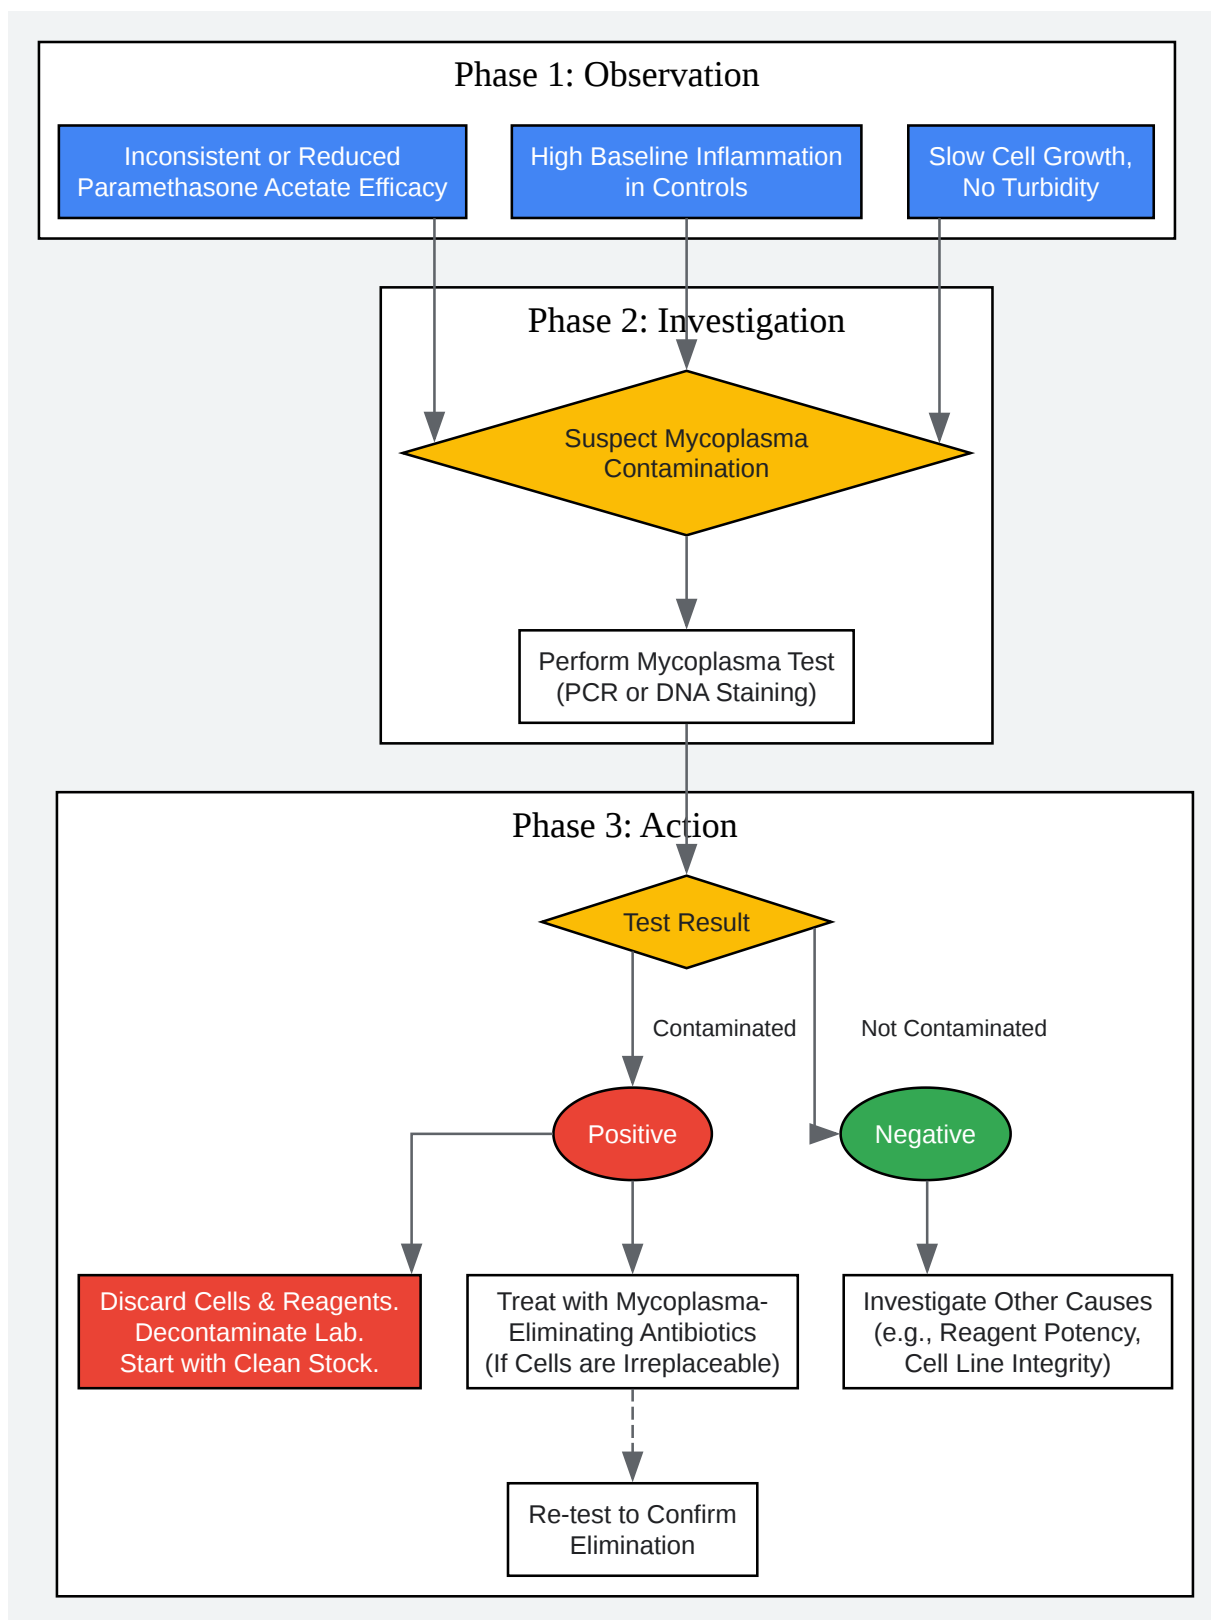 Phase 1: Observation
Inconsistent or Reduced
Paramethasone Acetate Efficacy
High Baseline Inflammation
in Controls
Slow Cell Growth,
No Turbidity
Phase 2: Investigation
Suspect Mycoplasma
Contamination
Perform Mycoplasma Test
(PCR or DNA Staining)
Phase 3: Action
Test Result
Contaminated
Not Contaminated
Positive
Negative
Discard Cells & Reagents.
Decontaminate Lab.
Start with Clean Stock.
Treat with Mycoplasma-
Eliminating Antibiotics
(If Cells are Irreplaceable)
Investigate Other Causes
(e.g., Reagent Potency,
Cell Line Integrity)
Re-test to Confirm
Elimination